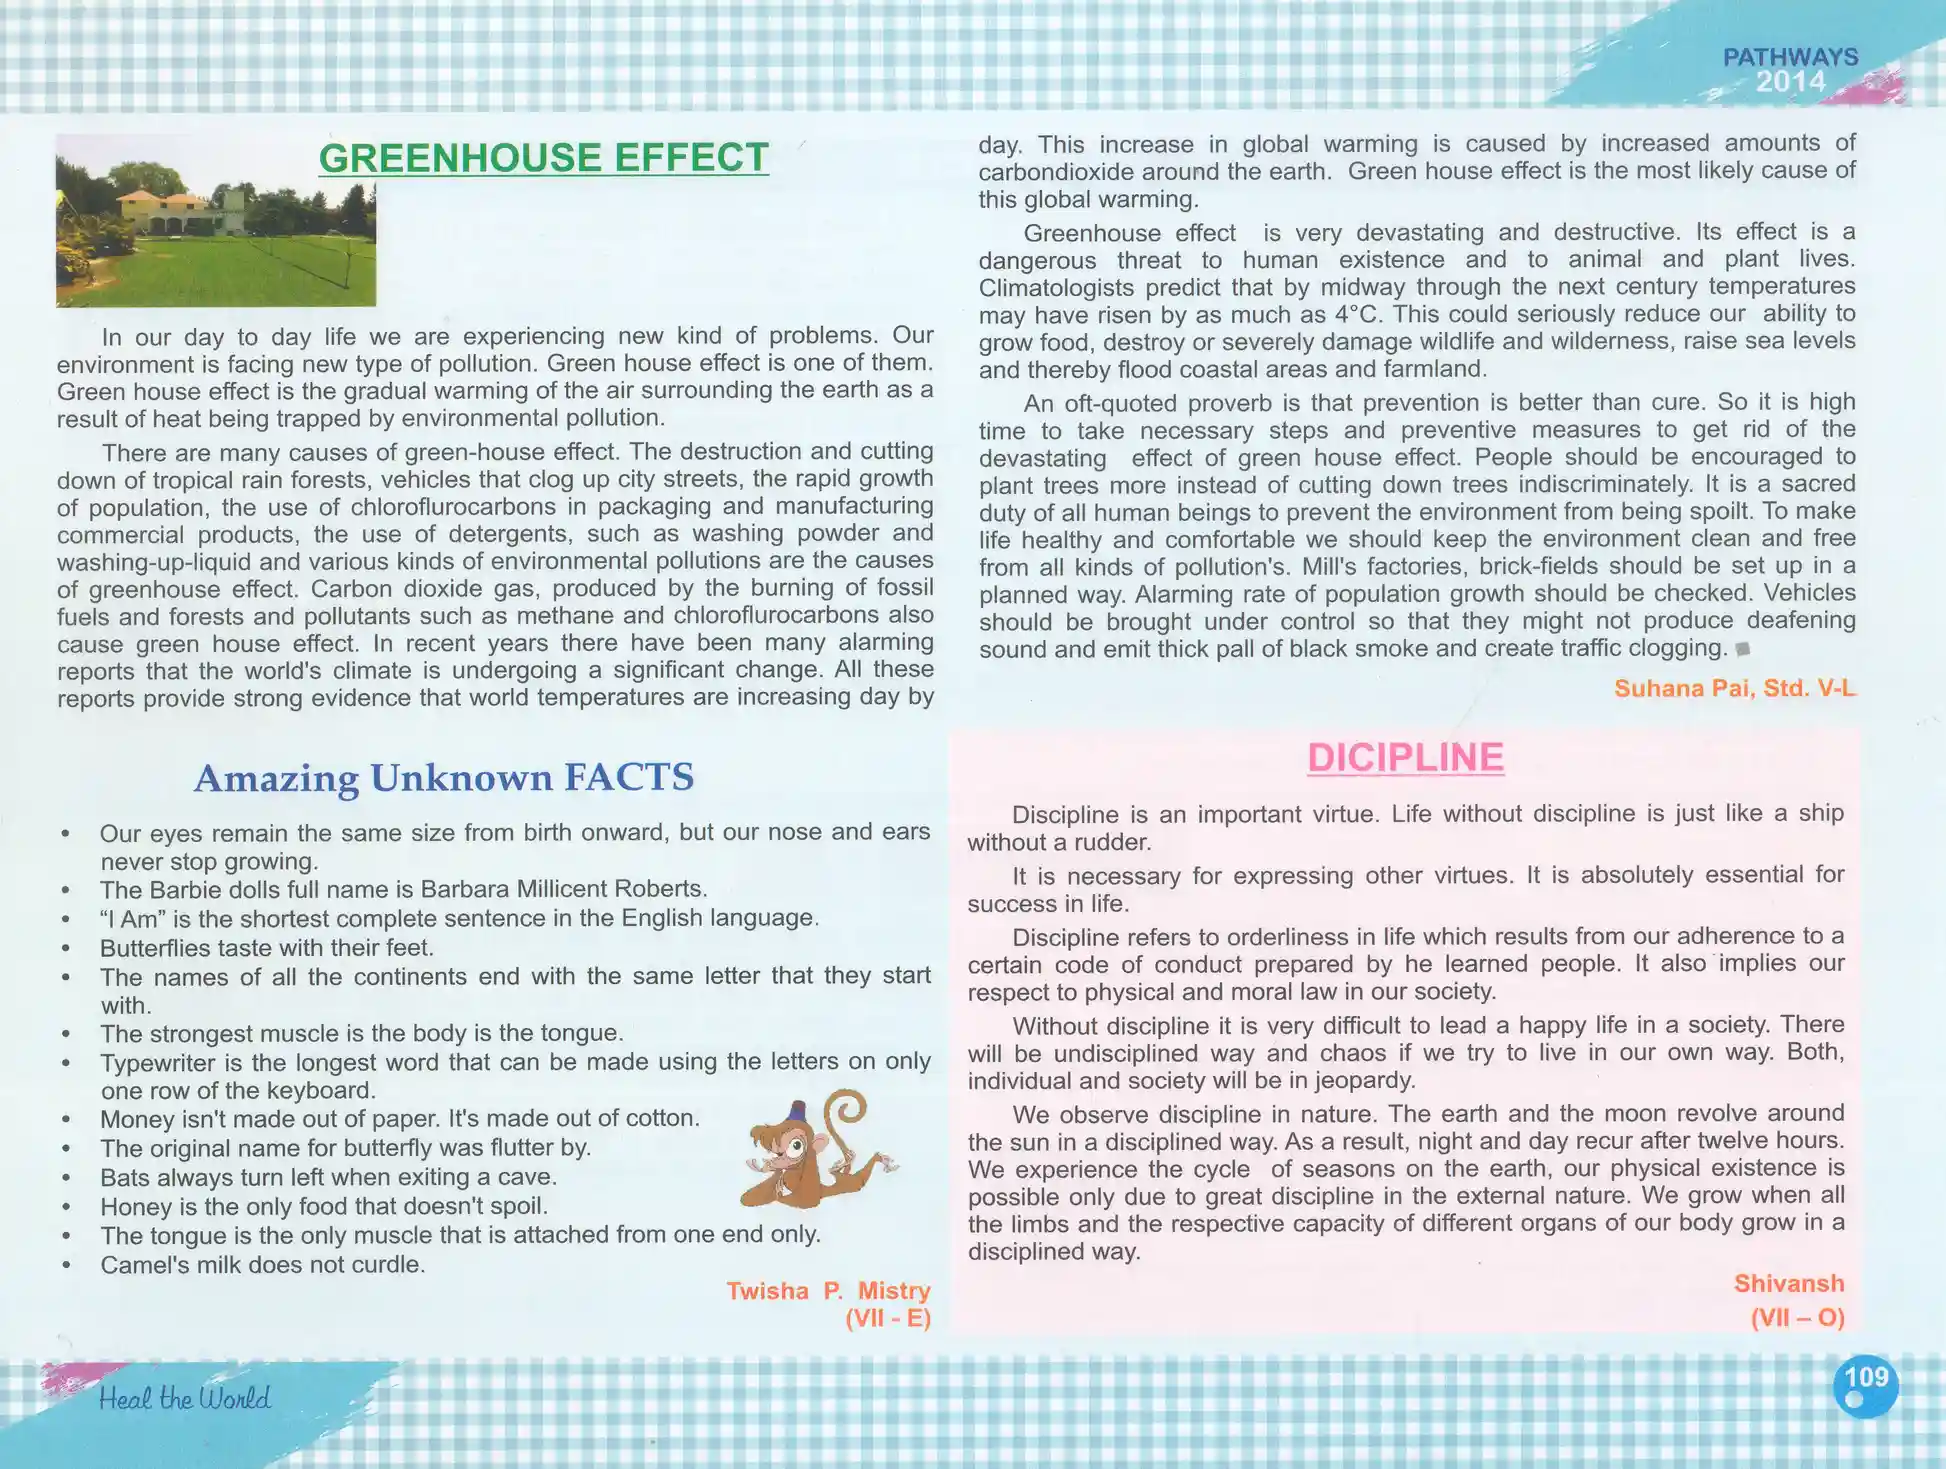 PATHWAYS
2014
GREENHOUSE EFFECT
In our day to day life we are experiencing new kind of problems. Our
environment is facing new type of pollution. Green house effect is one of them.
Green house effect is the gradual warming of the air surrounding the earth as a
result of heat being trapped by environmental pollution.
There are many causes of green-house effect. The destruction and cutting
down of tropical rain forests, vehicles that clog up city streets, the rapid growth
of population, the use of chloroflurocarbons in packaging and manufacturing
commercial products, the use of detergents, such as washing powder and
washing-up-liquid and various kinds of environmental pollutions are the causes
of greenhouse effect. Carbon dioxide gas, produced by the burning of fossil
fuels and forests and pollutants such as methane and chloroflurocarbons also
cause green house effect. In recent years there have been many alarming
reports that the world's climate is undergoing a significant change. All these
reports provide strong evidence that world temperatures are increasing day by
day. This increase in global warming is caused by increased amounts of
carbondioxide around the earth. Green house effect is the most likely cause of
this global warming.
Greenhouse effect is very devastating and destructive. Its effect is a
dangerous threat to human existence and to animal and plant lives.
Climatologists predict that by midway through the next century temperatures
may have risen by as much as 4°C. This could seriously reduce our ability to
grow food, destroy or severely damage wildlife and wilderness, raise sea levels
and thereby flood coastal areas and farmland.
An oft-quoted proverb is that prevention is better than cure. So it is high
time to take necessary steps and preventive measures to get rid of the
devastating effect of green house effect. People should be encouraged to
plant trees more instead of cutting down trees indiscriminately. It is a sacred
duty of all human beings to prevent the environment from being spoilt. To make
life healthy and comfortable we should keep the environment clean and free
from all kinds of pollution's. Mill's factories, brick-fields should be set up in a
planned way. Alarming rate of population growth should be checked. Vehicles
should be brought under control so that they might not produce deafening
sound and emit thick pall of black smoke and create traffic clogging. ■
Suhana Pai, Std. V-L
Amazing Unknown FACTS
• Our eyes remain the same size from birth onward, but our nose and ears
never stop growing.
• The Barbie dolls full name is Barbara Millicent Roberts.
• “I Am” is the shortest complete sentence in the English language.
• Butterflies taste with their feet.
• The names of all the continents end with the same letter that they start
with.
• The strongest muscle is the body is the tongue.
• Typewriter is the longest word that can be made using the letters on only
one row of the keyboard.
• Money isn't made out of paper. It's made out of cotton.
• The original name for butterfly was flutter by.
• Bats always turn left when exiting a cave.
• Honey is the only food that doesn't spoil.
• The tongue is the only muscle that is attached from one end only.
• Camel's milk does not curdle.
Twisha P. Mistry
(VII - E)
DICIPLINE
Discipline is an important virtue. Life without discipline is just like a ship
without a rudder.
It is necessary for expressing other virtues. It is absolutely essential for
success in life.
Discipline refers to orderliness in life which results from our adherence to a
certain code of conduct prepared by he learned people. It also implies our
respect to physical and moral law in our society.
Without discipline it is very difficult to lead a happy life in a society. There
will be undisciplined way and chaos if we try to live in our own way. Both,
individual and society will be in jeopardy.
We observe discipline in nature. The earth and the moon revolve around
the sun in a disciplined way. As a result, night and day recur after twelve hours.
We experience the cycle of seasons on the earth, our physical existence is
possible only due to great discipline in the external nature. We grow when all
the limbs and the respective capacity of different organs of our body grow in a
disciplined way.
Shivansh
(VII – O)
Heal the World
109